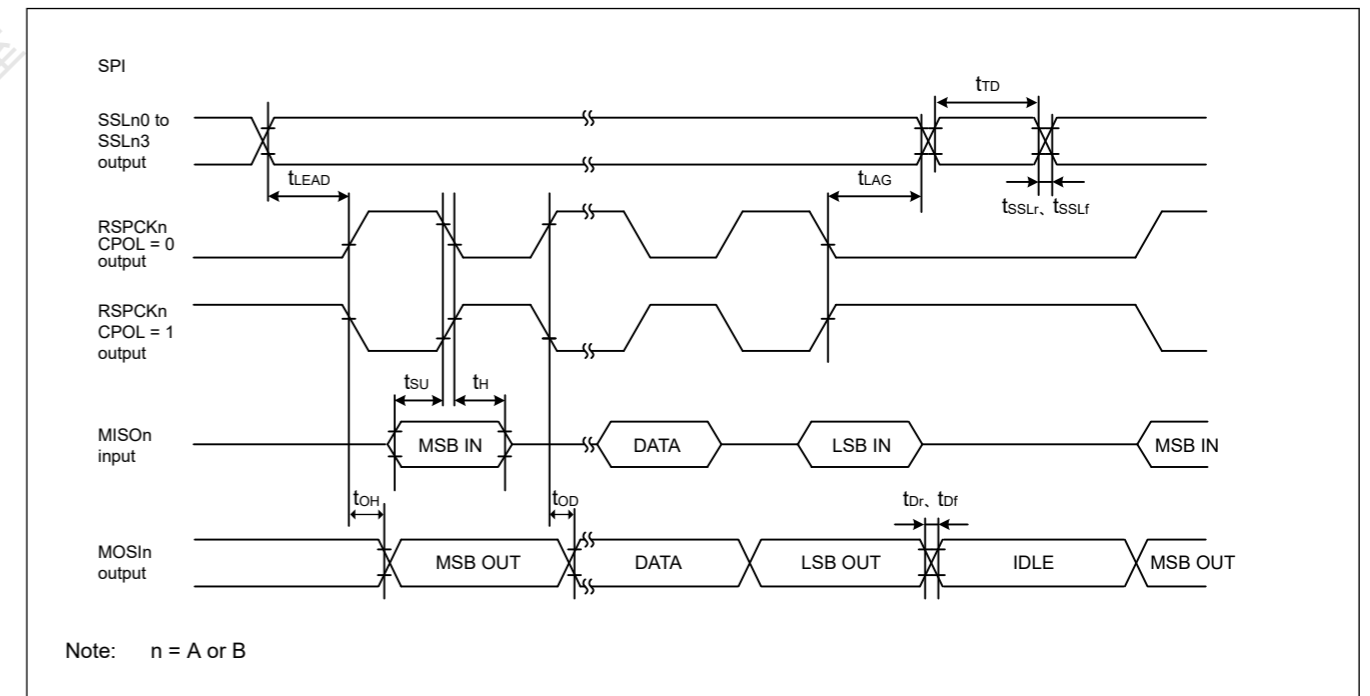 SPI
tTD
SSLn0 to
SSLn3
output
tLEAD
tLAG
tSSLr、tSSLf
RSPCKn
CPOL = 0
output
RSPCKn
CPOL = 1
output
tSU
tH
MISOn
input
MSB IN
DATA
LSB IN
MSB IN
tOH
tOD
tDr、tDf
MOSIn
output
MSB OUT
DATA
LSB OUT
IDLE
MSB OUT
Note: n = A or B